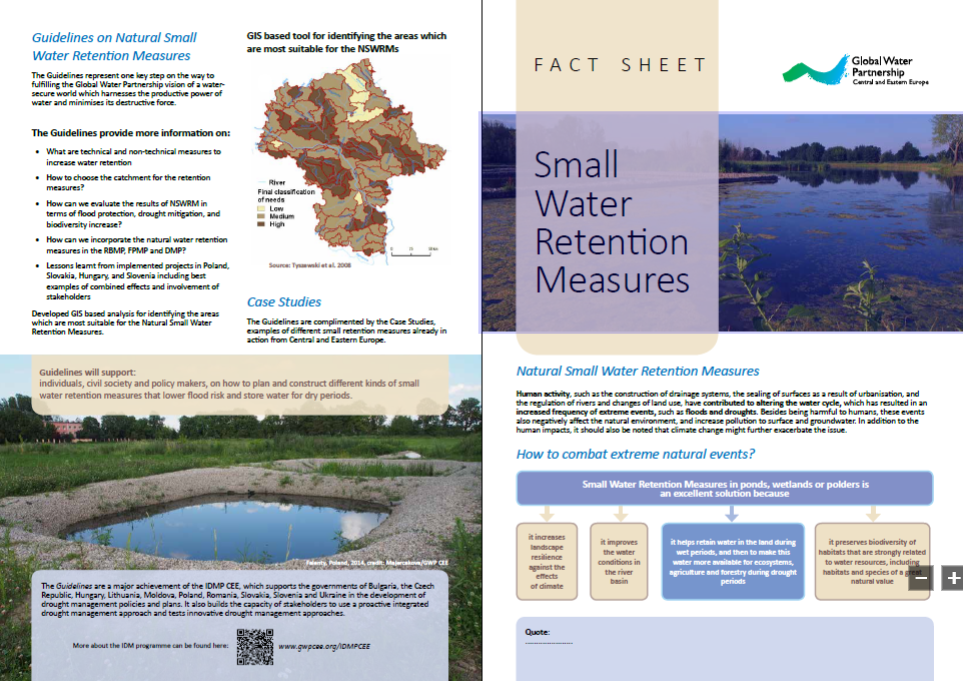 Guidelines on Natural Small
Water Retention Measures
The Guidelines represent one key step on the way to
fulfilling the Global Water Partnership vision of a water-
secure world which harnesses the productive power of
water and minimises its destructive force.
The Guidelines provide more information on:
• What are technical and non-technical measures to
increase water retention
• How to choose the catchment for the retention
measures?
• How can we evaluate the results of NSWRM in
terms of flood protection, drought mitigation, and
biodiversity increase?
• How can we incorporate the natural water retention
measures in the RBMP, FPMP and DMP?
• Lessons learnt from implemented projects in Poland,
Slovakia, Hungary, and Slovenia including best
examples of combined effects and involvement of
stakeholders
Developed GIS based analysis for identifying the areas
which are most suitable for the Natural Small Water
Retention Measures.
GIS based tool for identifying the areas which
are most suitable for the NSWRMs
River
Final classification
of needs
Low
Medium
High
Source: Tyszewski et al. 2008
Case Studies
The Guidelines are complimented by the Case Studies,
examples of different small retention measures already in
action from Central and Eastern Europe.
Guidelines will support:
individuals, civil society and policy makers, on how to plan and construct different kinds of small
water retention measures that lower flood risk and store water for dry periods.
Poland, 2014, credit:
/GWP CEE
The Guidelines are a major achievement of the IDMP CEE, which supports the governments of Bulgaria, the Czech
Republic, Hungary, Lithuania, Moldova, Poland, Romania, Slovakia, Slovenia and Ukraine in the development of
drought management policies and plans. It also builds the capacity of stakeholders to use a proactive integrated
drought management approach and tests innovative drought management approaches.
More about the IDM programme can be found here:
www.gwpcee.org/IDMPCEE
FACT SHEET
Global Water
Partnership
Central and Eastern Europe
Small
Water
Retention
Measures
Natural Small Water Retention Measures
Human activity, such as the construction of drainage systems, the sealing of surfaces as a result of urbanisation, and
the regulation of rivers and changes of land use, have contributed to altering the water cycle, which has resulted in an
increased frequency of extreme events, such as floods and droughts. Besides being harmful to humans, these events
also negatively affect the natural environment, and increase pollution to surface and groundwater. In addition to the
human impacts, it should also be noted that climate change might further exacerbate the issue.
How to combat extreme natural events?
Small Water Retention Measures in ponds, wetlands or polders is
an excellent solution because
it increases
landscape
resilience
against the
effects
of climate
it improves
the water
conditions in
the river
basin
it helps retain water in the land during
wet periods, and then to make this
water more available for ecosystems,
agriculture and forestry during drought
periods
it preserves biodiversity of
habitats that are strongly related
to water resources, including
habitats and species of a great
natural value
Quote: